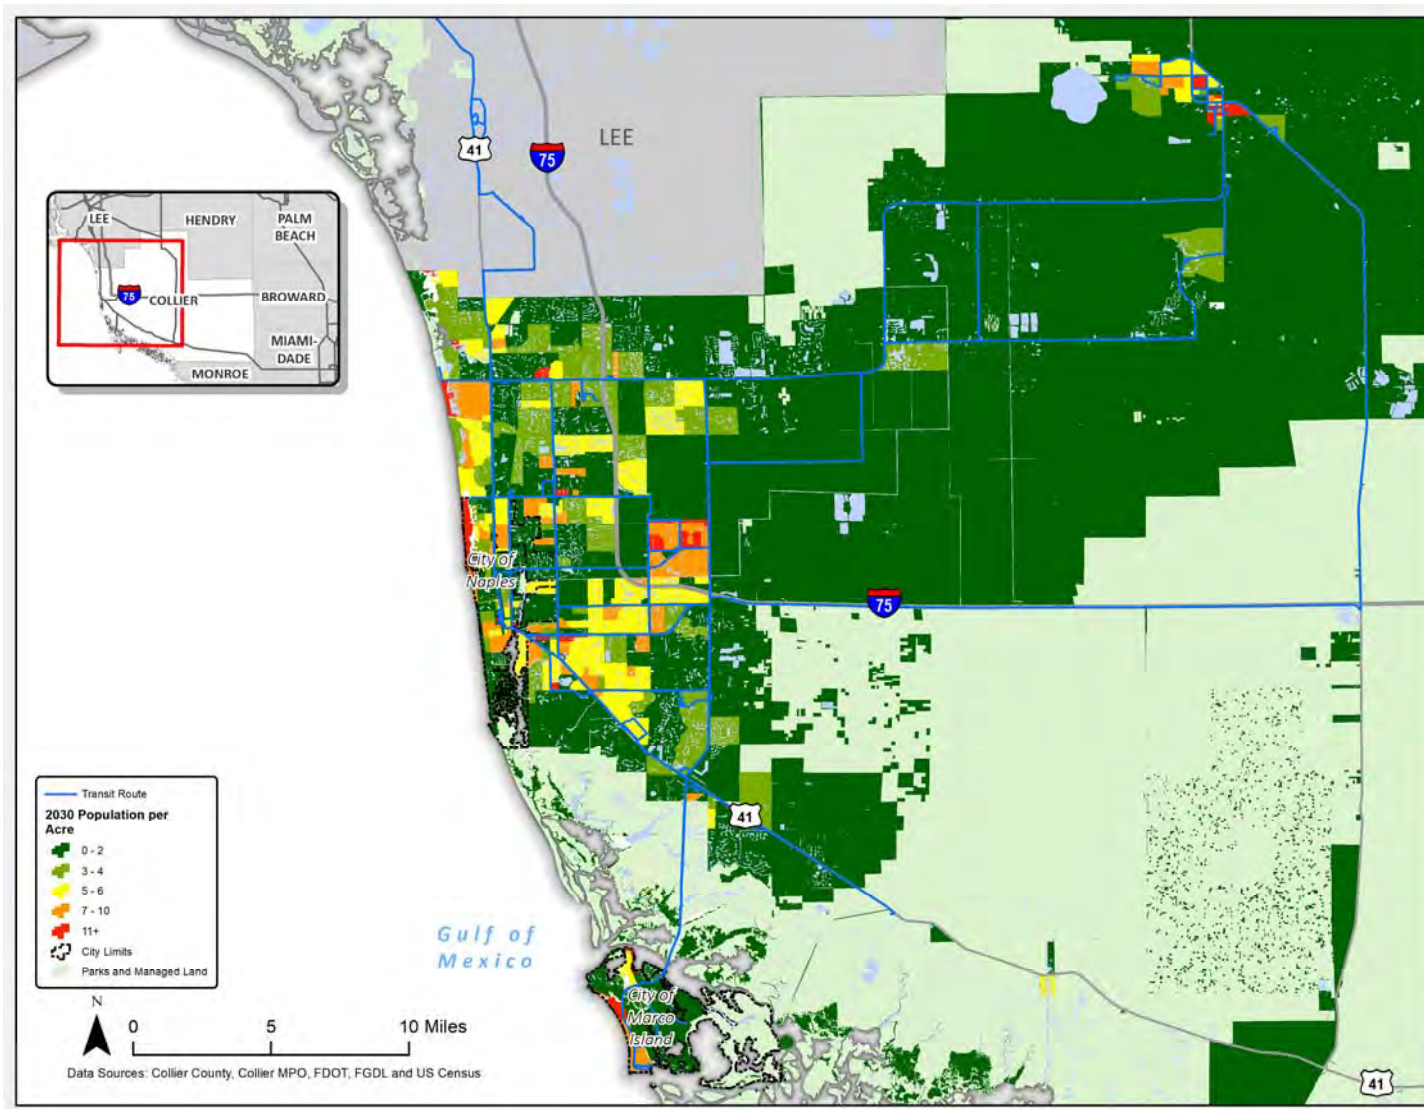 41
75
LEE
LEE
HENDRY
PALM
BEACH
75
COLLIER
BROWARD
MIAMI-
DADE
MONROE
City of
Naples
75
Transit Route
2030 Population per
Acre
0 - 2
3 - 4
5 - 6
7 - 10
11+
City Limits
Parks and Managed Land
41
Gulf of
Mexico
City of
Marco
Island
N
0 5 10 Miles
Data Sources: Collier County, Collier MPO, FDOT, FGDL and US Census
41